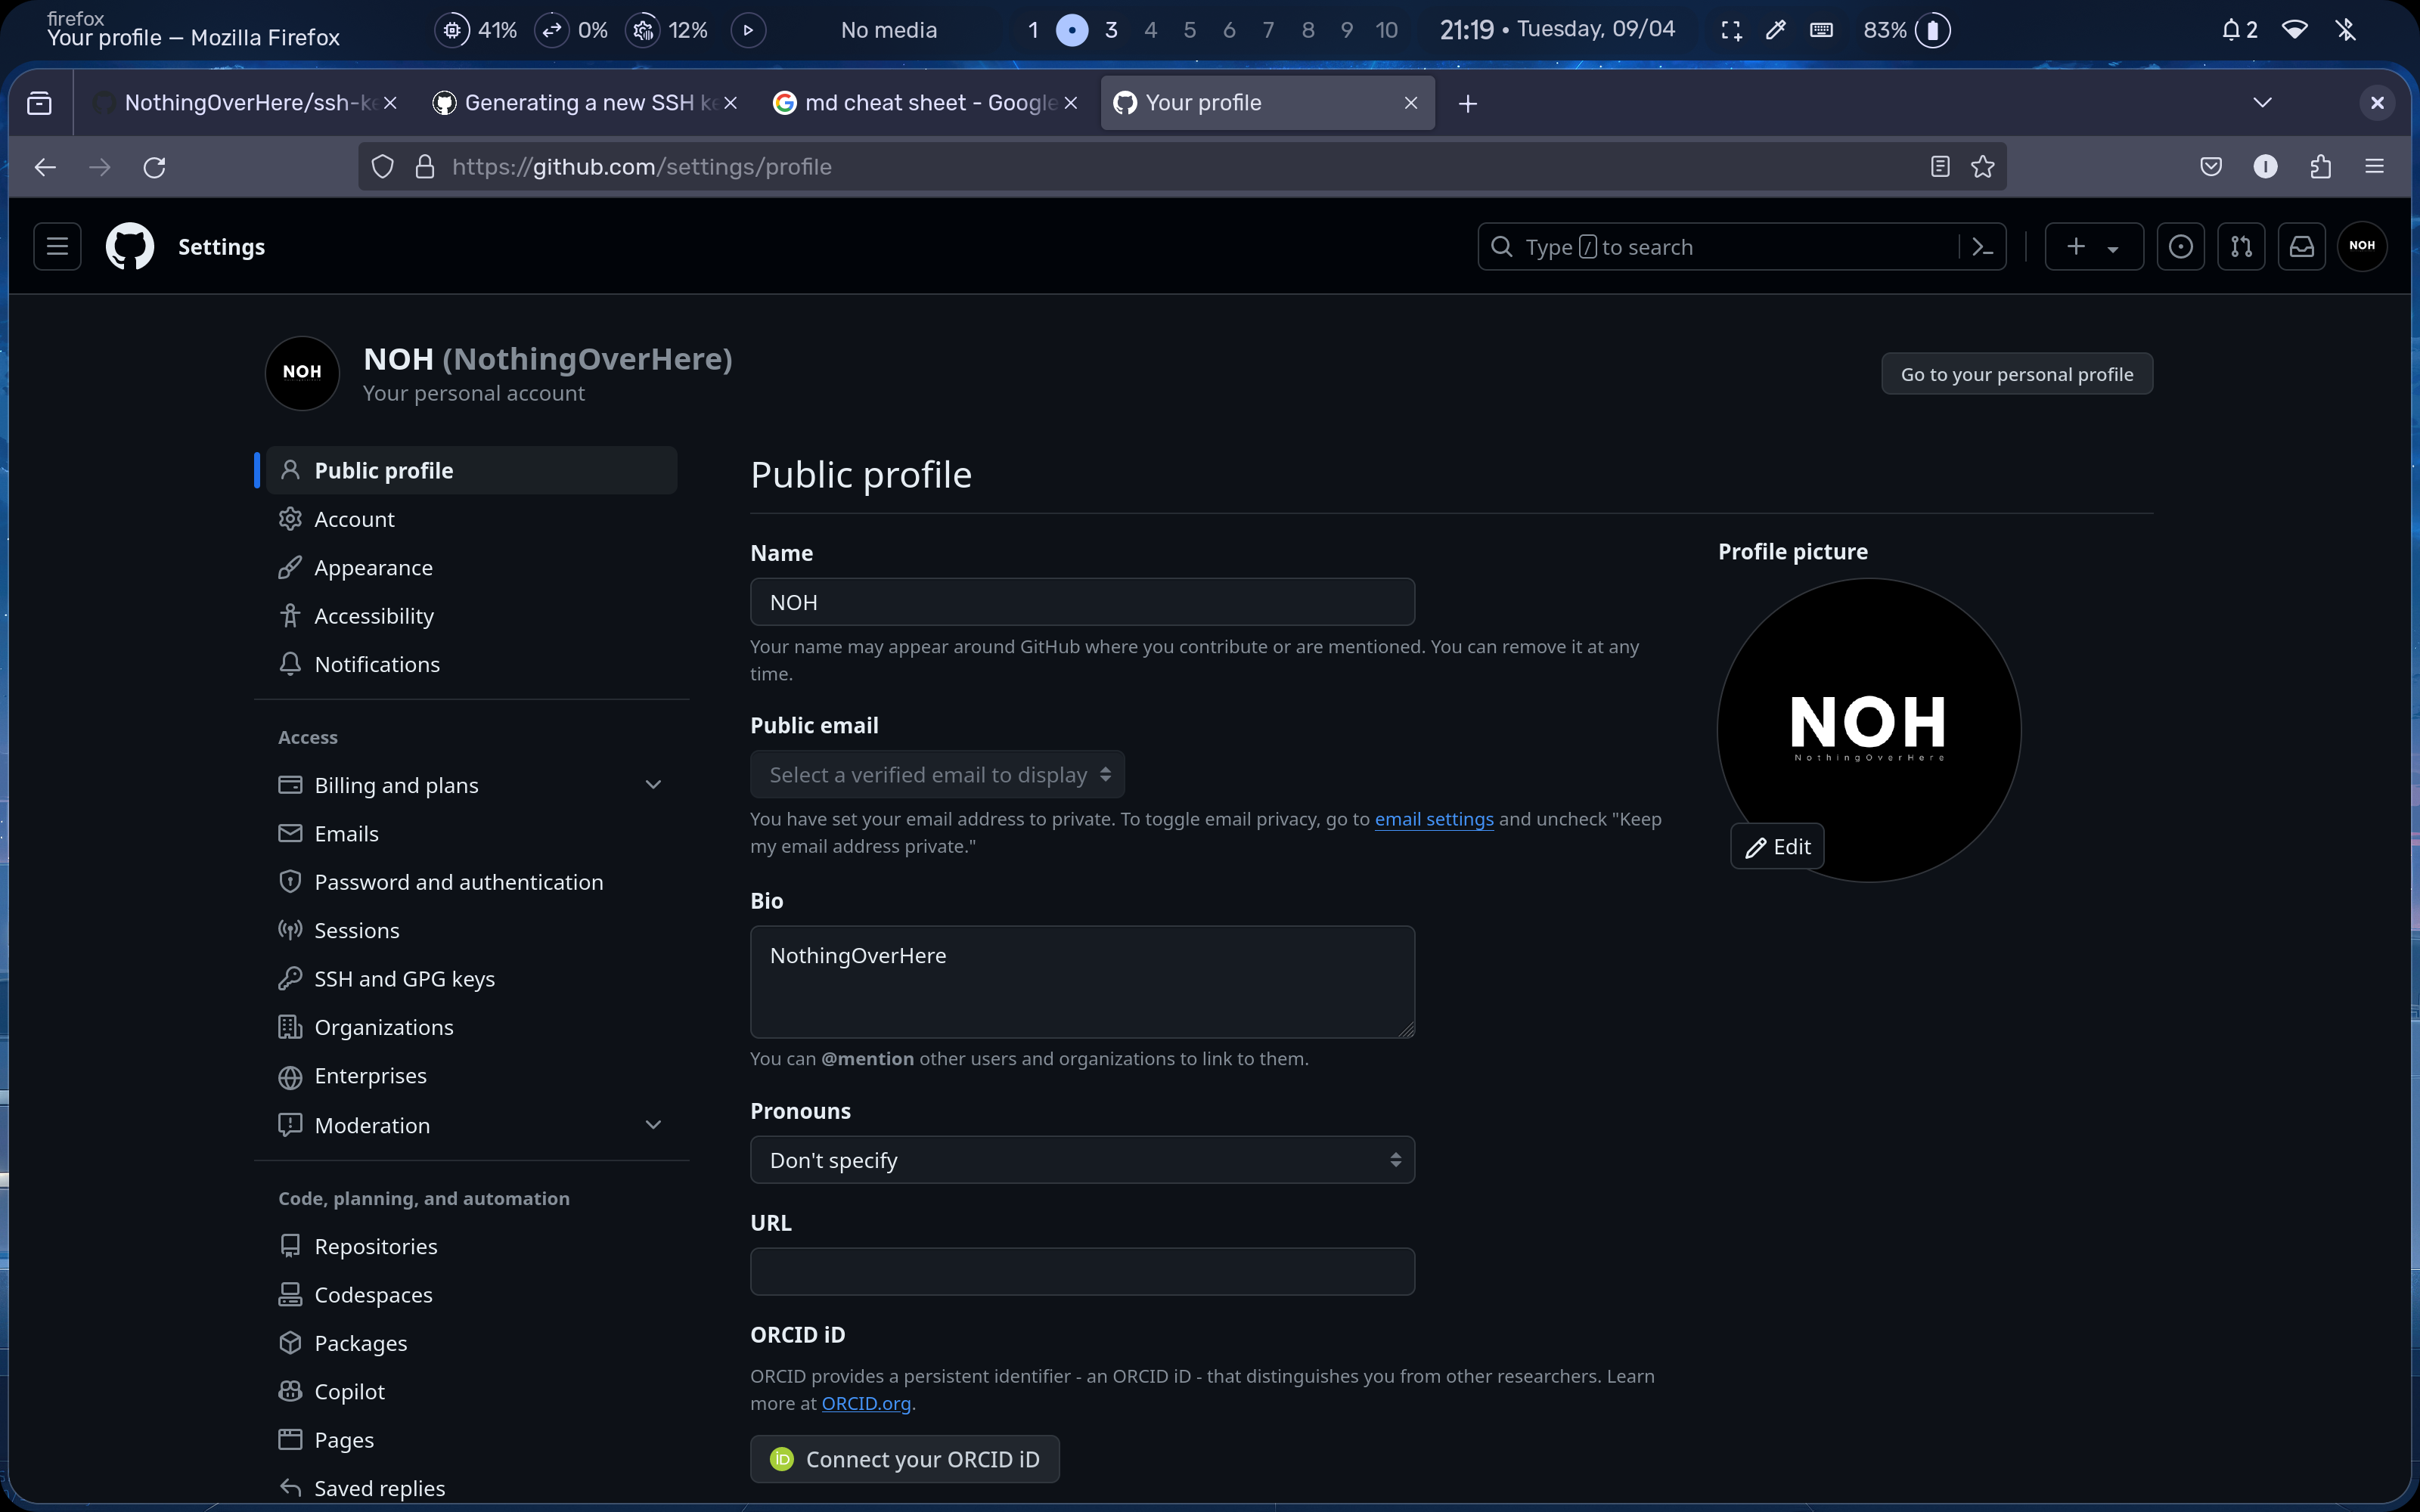 firefox
Your profile — Mozilla Firefox
41%
0%
12%
No media
1
3
4
5
6
7
8
9
10
21:19 • Tuesday, 09/04
83%
2
NothingOverHere/ssh-ke
Generating a new SSH ke
md cheat sheet - Google
Your profile
https://github.com/settings/profile
Settings
Type / to search
NOH
NOH
NOH (NothingOverHere)
Your personal account
Go to your personal profile
Public profile
Account
Appearance
Accessibility
Notifications
Access
Billing and plans
Emails
Password and authentication
Sessions
SSH and GPG keys
Organizations
Enterprises
Moderation
Code, planning, and automation
Repositories
Codespaces
Packages
Copilot
Pages
Saved replies
Public profile
Name
NOH
Your name may appear around GitHub where you contribute or are mentioned. You can remove it at any
time.
Public email
Select a verified email to display
You have set your email address to private. To toggle email privacy, go to email settings and uncheck "Keep
my email address private."
Bio
NothingOverHere
You can @mention other users and organizations to link to them.
Pronouns
Don't specify
URL
ORCID iD
ORCID provides a persistent identifier - an ORCID iD - that distinguishes you from other researchers. Learn
more at ORCID.org.
iD Connect your ORCID iD
Profile picture
NOH
NothingOverHere
Edit